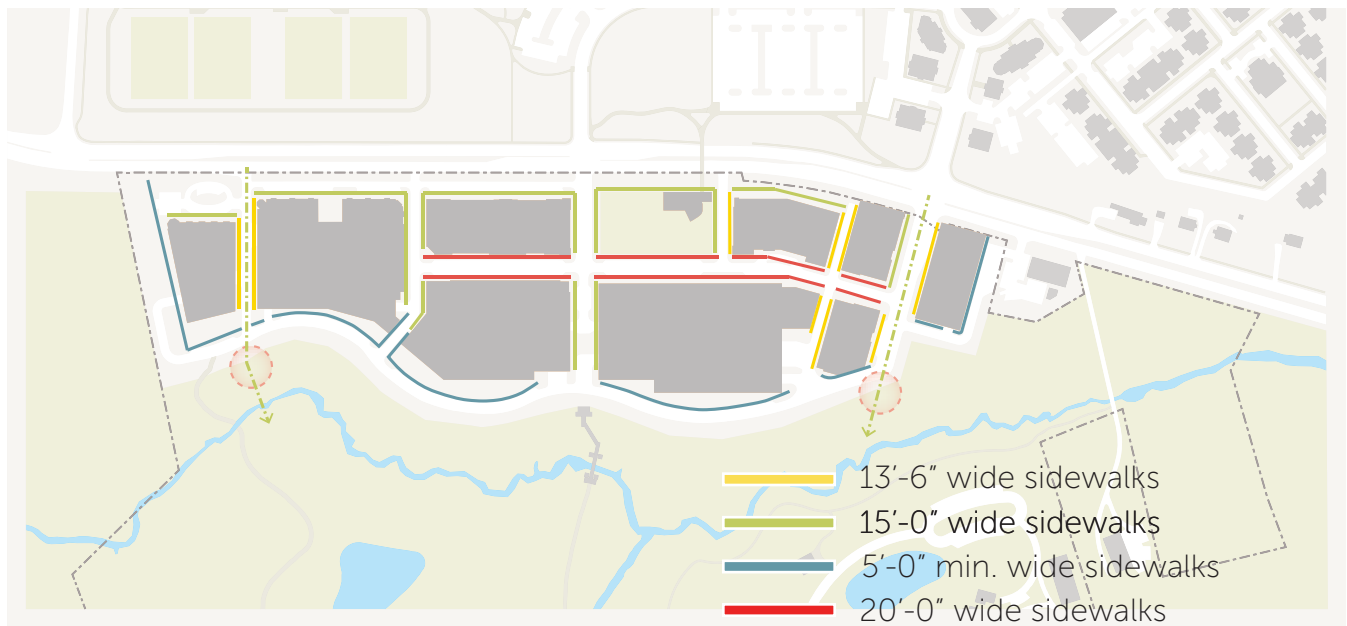 13'-6" wide sidewalks
15'-0" wide sidewalks
5'-0" min. wide sidewalks
20'-0" wide sidewalks